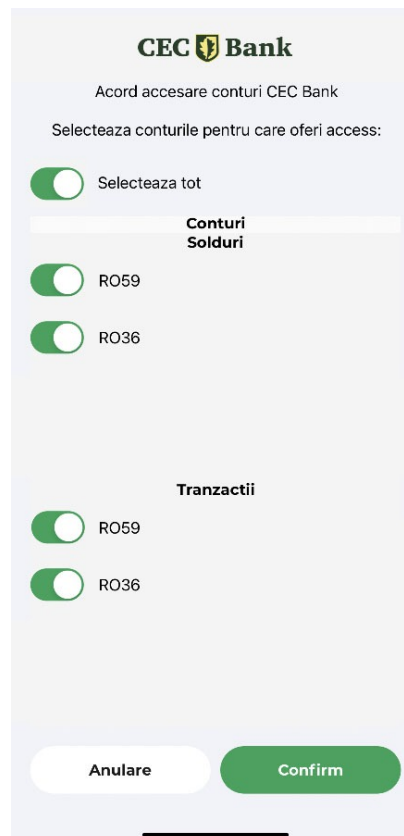 CEC Bank
Acord accesare conturi CEC Bank
Selecteaza conturile pentru care oferi access:
Selecteaza tot
Conturi
Solduri
RO59
RO36
Tranzactii
RO59
RO36
Anulare
Confirm